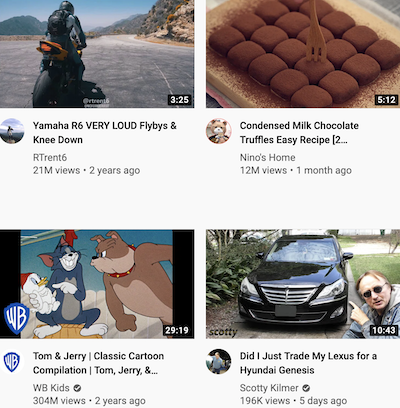 @rtrent6
3:25
5:12
Yamaha R6 VERY LOUD Flybys &
Knee Down
RTrent6
21M views • 2 years ago
Condensed Milk Chocolate
Truffles Easy Recipe [2...
Nino's Home
12M views • 1 month ago
WB
29:19
scotty
10:43
WB
Tom & Jerry | Classic Cartoon
Compilation | Tom, Jerry, &...
WB Kids
304M views • 2 years ago
Did I Just Trade My Lexus for a
Hyundai Genesis
Scotty Kilmer
196K views • 5 days ago